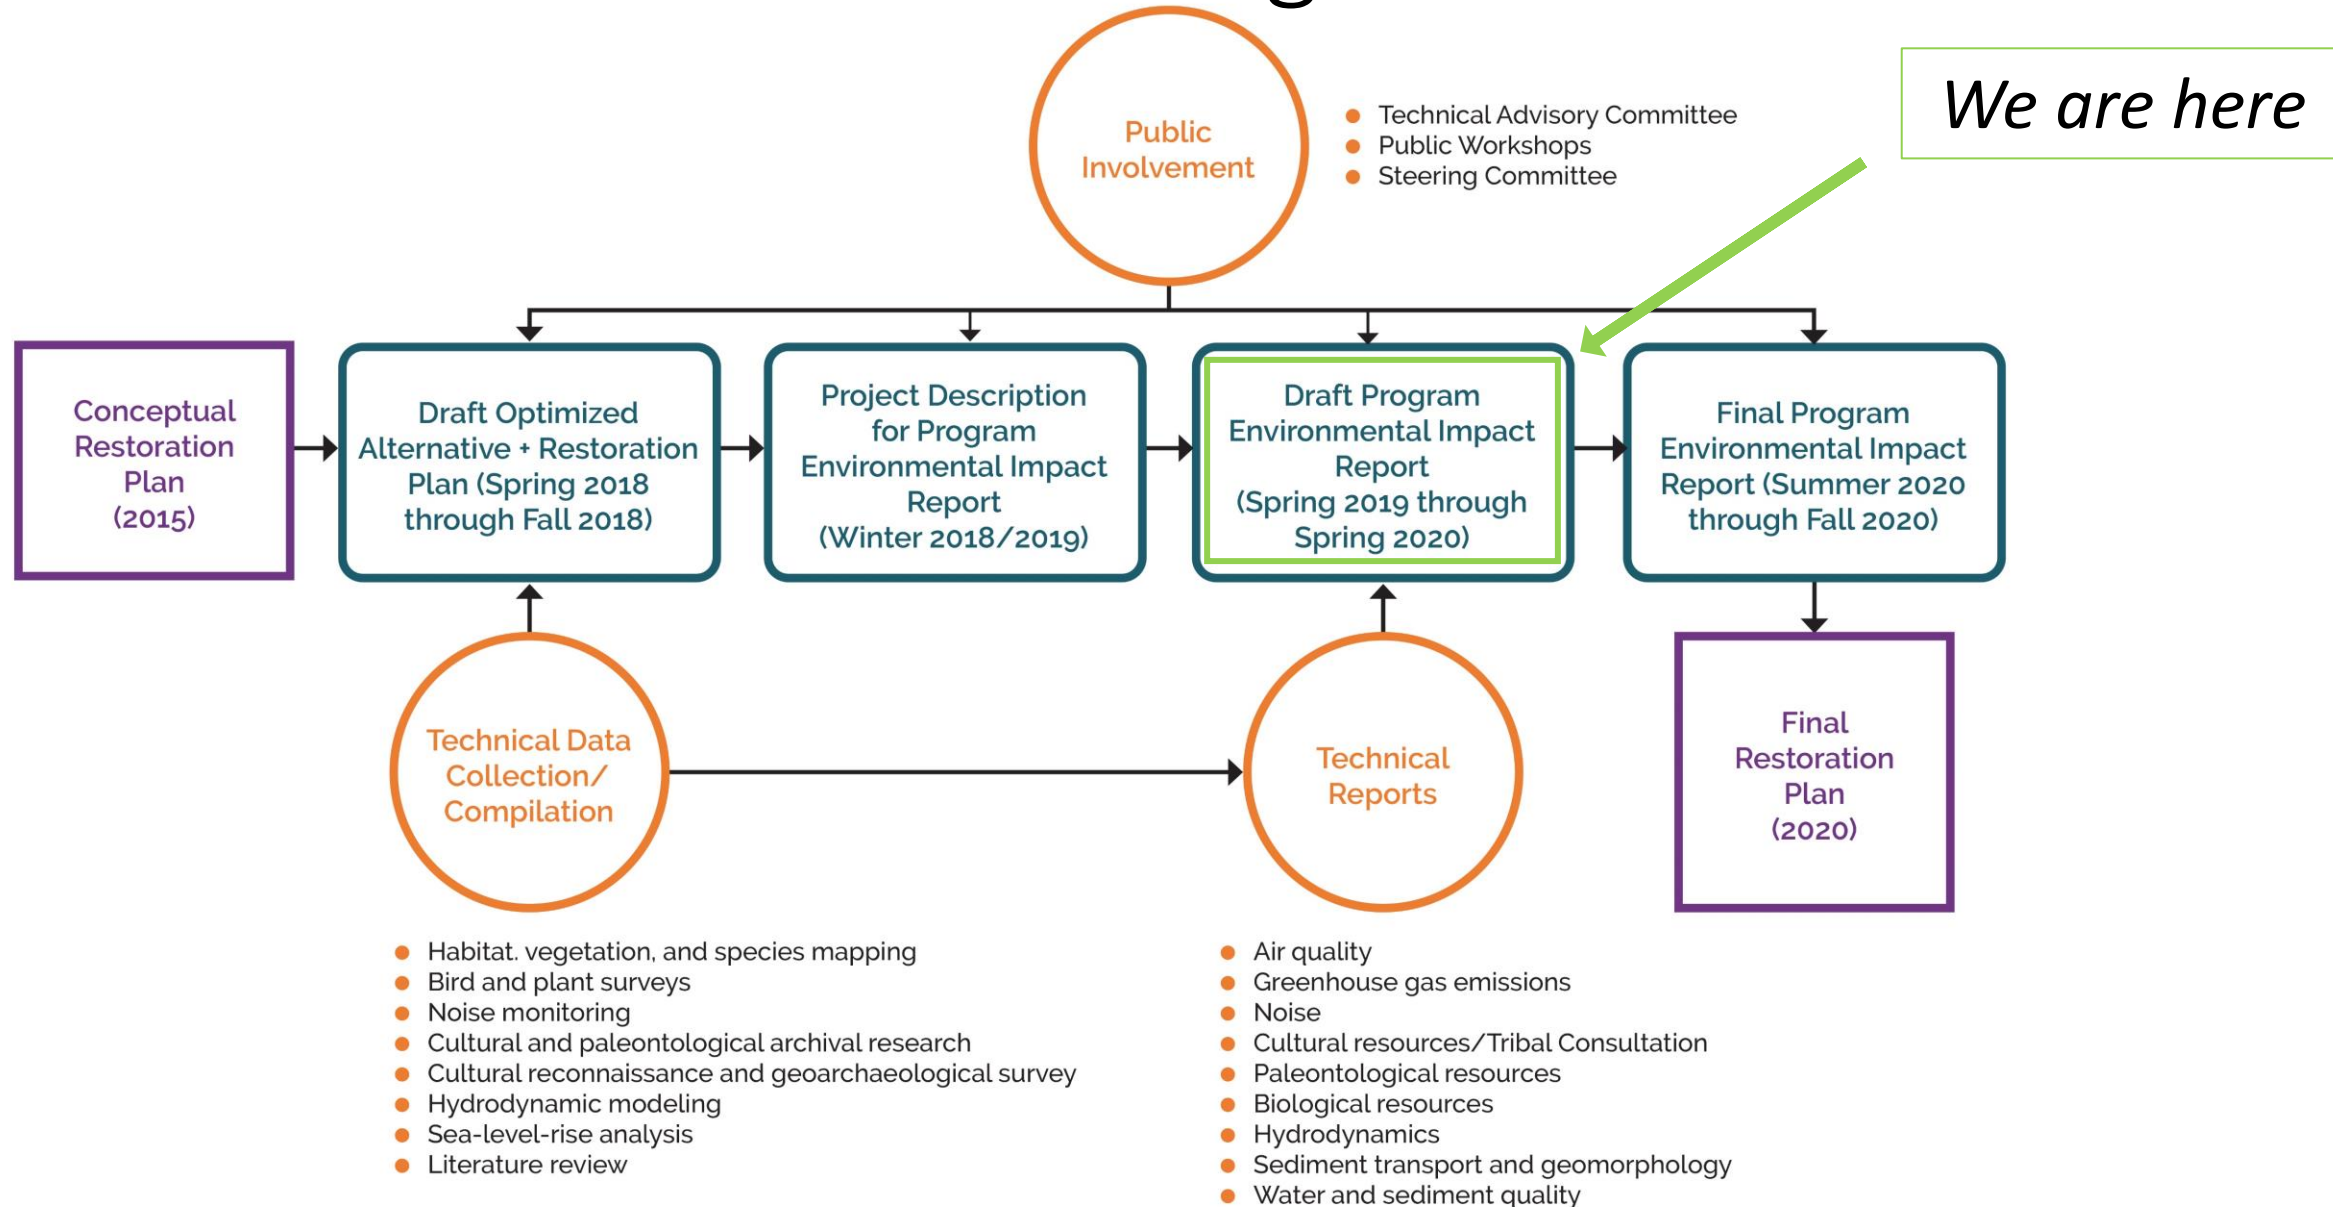 We are here
Public
Involvement
Technical Advisory Committee
Public Workshops
Steering Committee
Conceptual
Restoration
Plan
(2015)
Draft Optimized
Alternative + Restoration
Plan (Spring 2018
through Fall 2018)
Project Description
for Program
Environmental Impact
Report
(Winter 2018/2019)
Draft Program
Environmental Impact
Report
(Spring 2019 through
Spring 2020)
Final Program
Environmental Impact
Report (Summer 2020
through Fall 2020)
Technical Data
Collection/
Compilation
Technical
Reports
Final
Restoration
Plan
(2020)
Habitat. vegetation, and species mapping
Bird and plant surveys
Noise monitoring
Cultural and paleontological archival research
Cultural reconnaissance and geoarchaeological survey
Hydrodynamic modeling
Sea-level-rise analysis
Literature review
Air quality
Greenhouse gas emissions
Noise
Cultural resources/Tribal Consultation
Paleontological resources
Biological resources
Hydrodynamics
Sediment transport and geomorphology
Water and sediment quality